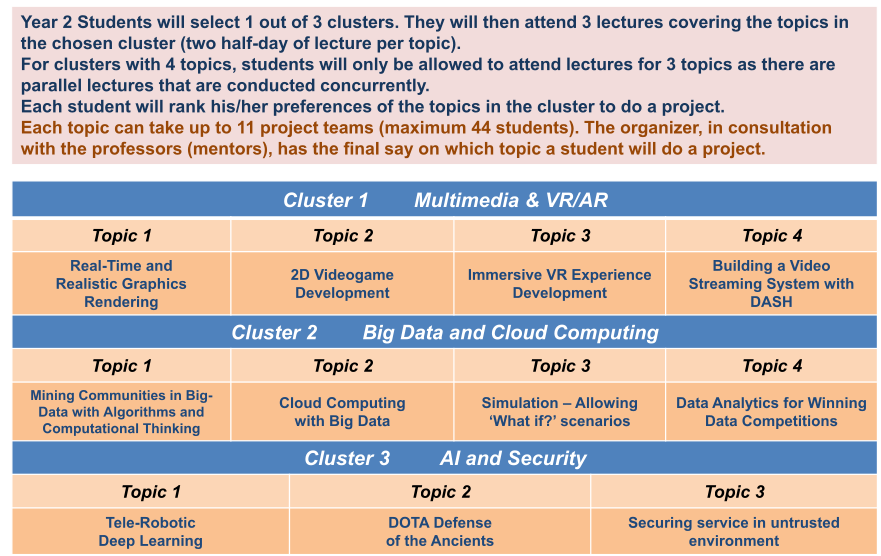 Year 2 Students will select 1 out of 3 clusters. They will then attend 3 lectures covering the topics in
the chosen cluster (two half-day of lecture per topic).
For clusters with 4 topics, students will only be allowed to attend lectures for 3 topics as there are
parallel lectures that are conducted concurrently.
Each student will rank his/her preferences of the topics in the cluster to do a project.
Each topic can take up to 11 project teams (maximum 44 students). The organizer, in consultation
with the professors (mentors), has the final say on which topic a student will do a project.
Cluster 1 Multimedia & VR/AR
Topic 1
Topic 2
Topic 3
Topic 4
Real-Time and
Realistic Graphics
Rendering
2D Videogame
Development
Immersive VR Experience
Development
Building a Video
Streaming System with
DASH
Cluster 2 Big Data and Cloud Computing
Topic 1
Topic 2
Topic 3
Topic 4
Mining Communities in Big-
Data with Algorithms and
Computational Thinking
Cloud Computing
with Big Data
Simulation – Allowing
‘What if?’ scenarios
Data Analytics for Winning
Data Competitions
Cluster 3 AI and Security
Topic 1
Topic 2
Topic 3
Tele-Robotic
Deep Learning
DOTA Defense
of the Ancients
Securing service in untrusted
environment